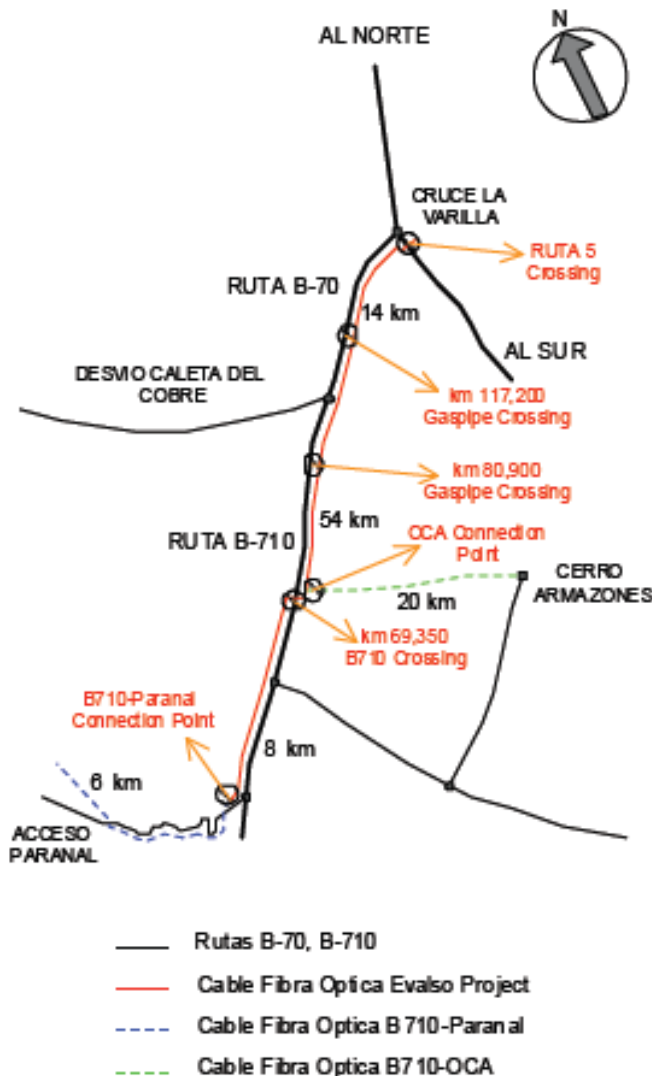 N
AL NORTE
CRUCE LA
VARILLA
RUTA 5
Crossing
RUTA B-70
14 km
AL SUR
DESVIO CALETA DEL
COBRE
km 117,200
Gaspipe Crossing
km 80,900
Gaspipe Crossing
54 km
RUTA B-710
OCA Connection
Point
CERRO
ARMAZONES
20 km
km 69,350
B710 Crossing
B710-Paranal
Connection Point
8 km
6 km
ACCESO
PARANAL
Rutas B-70, B-710
Cable Fibra Optica Evalso Project
Cable Fibra Optica B710-Paranal
Cable Fibra Optica B710-OCA